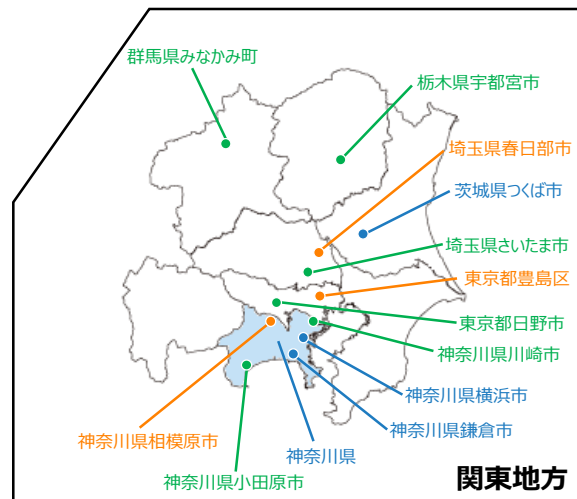 群馬県みなかみ町
栃木県宇都宮市
埼玉県春日部市
茨城県つくば市
埼玉県さいたま市
東京都豊島区
東京都日野市
神奈川県川崎市
神奈川県横浜市
神奈川県鎌倉市
神奈川県相模原市
神奈川県
神奈川県小田原市
関東地方